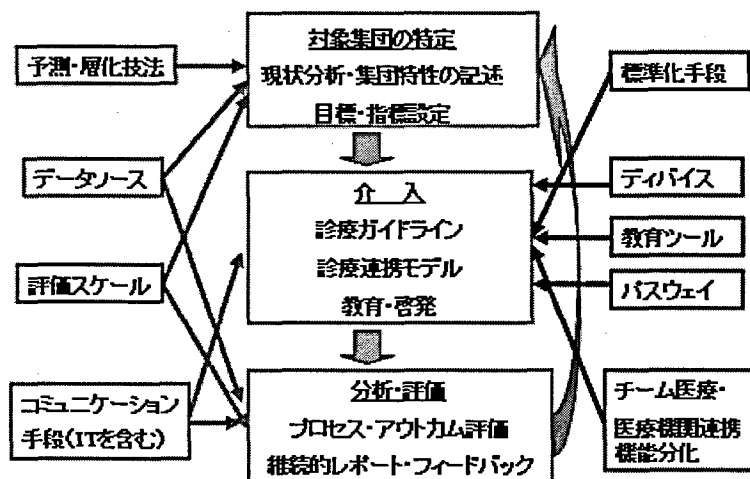 対象集団の特定
現状分析・集団特性の記述
目標・指標設定
予測・層化技法
データソース
評価スケール
コミュニケーション
手段(ITを含む)
介 入
診療ガイドライン
診療連携モデル
教育・啓発
分析・評価
プロセス・アウトカム評価
継続的レポート・フィードバック
標準化手段
ディバイス
教育ツール
パスウェイ
チーム医療・
医療機関連携
機能分化